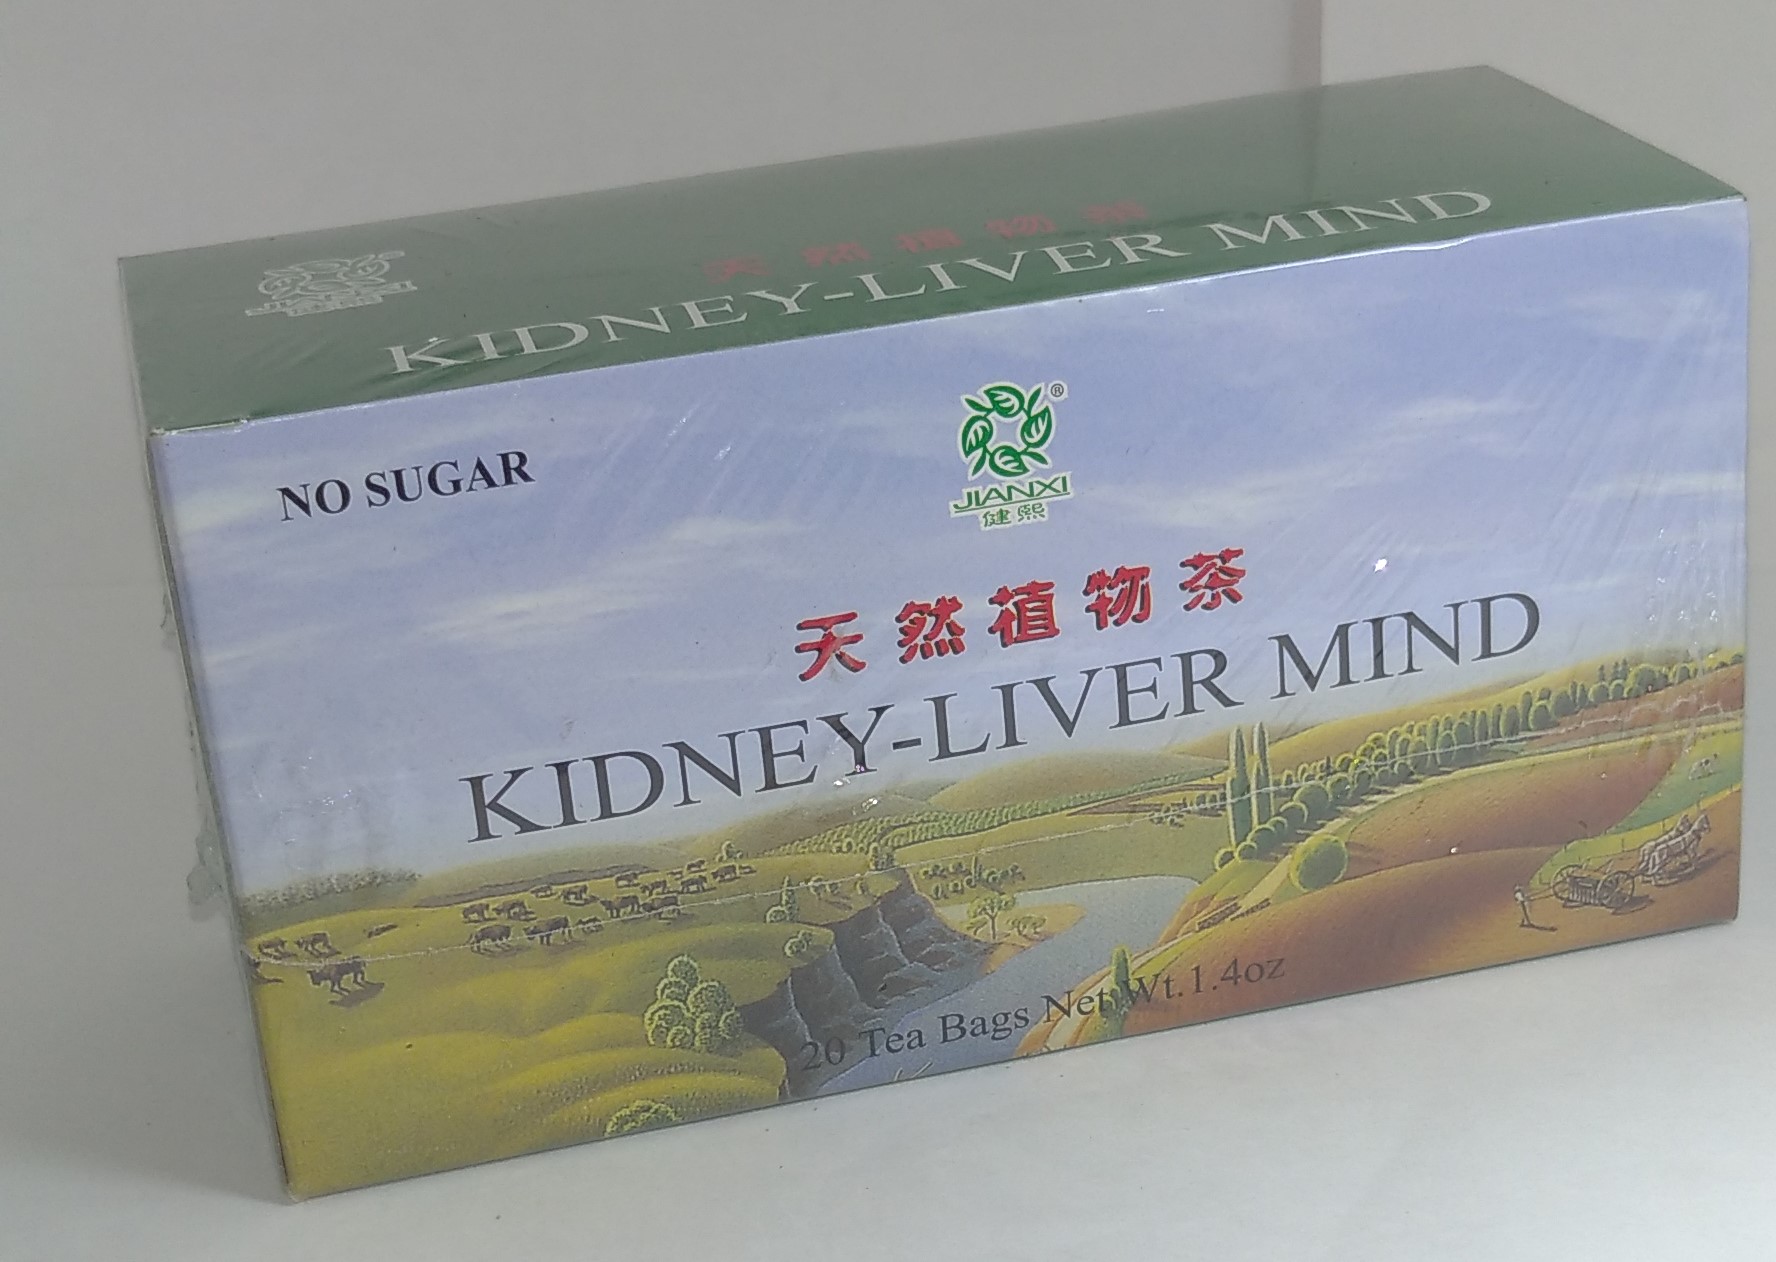 JIANXI
天然植物茶
KIDNEY-LIVER MIND
NO SUGAR
®
JIANXI
健熙
天然植物茶
KIDNEY-LIVER MIND
20 Tea Bags Net Wt.1.4oz